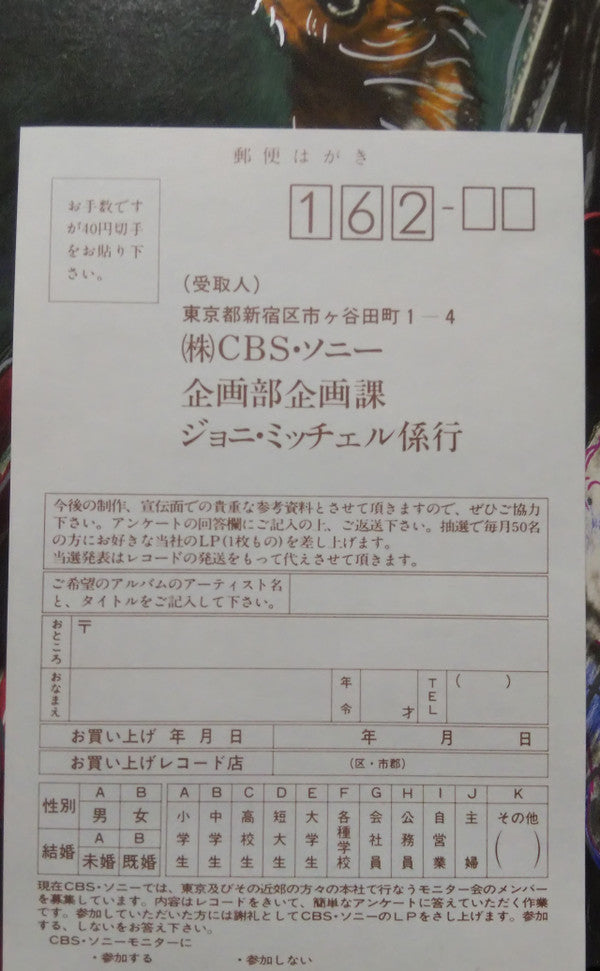 郵便はがき
お手数です
が40円切手
をお貼り下
さい。
162-□□
(受取人)
東京都新宿区市ヶ谷田町1-4
㈱CBS・ソニー
企画部企画課
ジョニ・ミッチェル係行
今後の制作、宣伝面での貴重な参考資料とさせて頂きますので、ぜひご協力
下さい。アンケートの回答欄にご記入の上、ご返送下さい。抽選で毎月50名
の方にお好きな当社のLP(1枚もの)を差し上げます。
当選発表はレコードの発送をもって代えさせて頂きます。
ご希望のアルバムのアーティスト名
と、タイトルをご記入して下さい。
おところ 〒
おなまえ 年令 才 TEL ( )
お買い上げ 年 月 日 年 月 日
お買い上げレコード店 (区・市郡)
性別 A 男 B 女
結婚 A 未婚 B 既婚
A 小学生 B 中学生 C 高校生 D 短大生 E 大学生 F 各種学校 G 会社員 H 公務員 I 自営業 J 主婦 K その他( )
現在CBS・ソニーでは、東京及びその近郊の方々の本社で行なうモニター会のメンバー
を募集しています。内容はレコードをきいて、簡単なアンケートに答えていただく作業
です。参加していただいた方には謝礼としてCBS・ソニーのLPをさし上げます。参加
する、しないをお答え下さい。
CBS・ソニーモニターに
・参加する ・参加しない